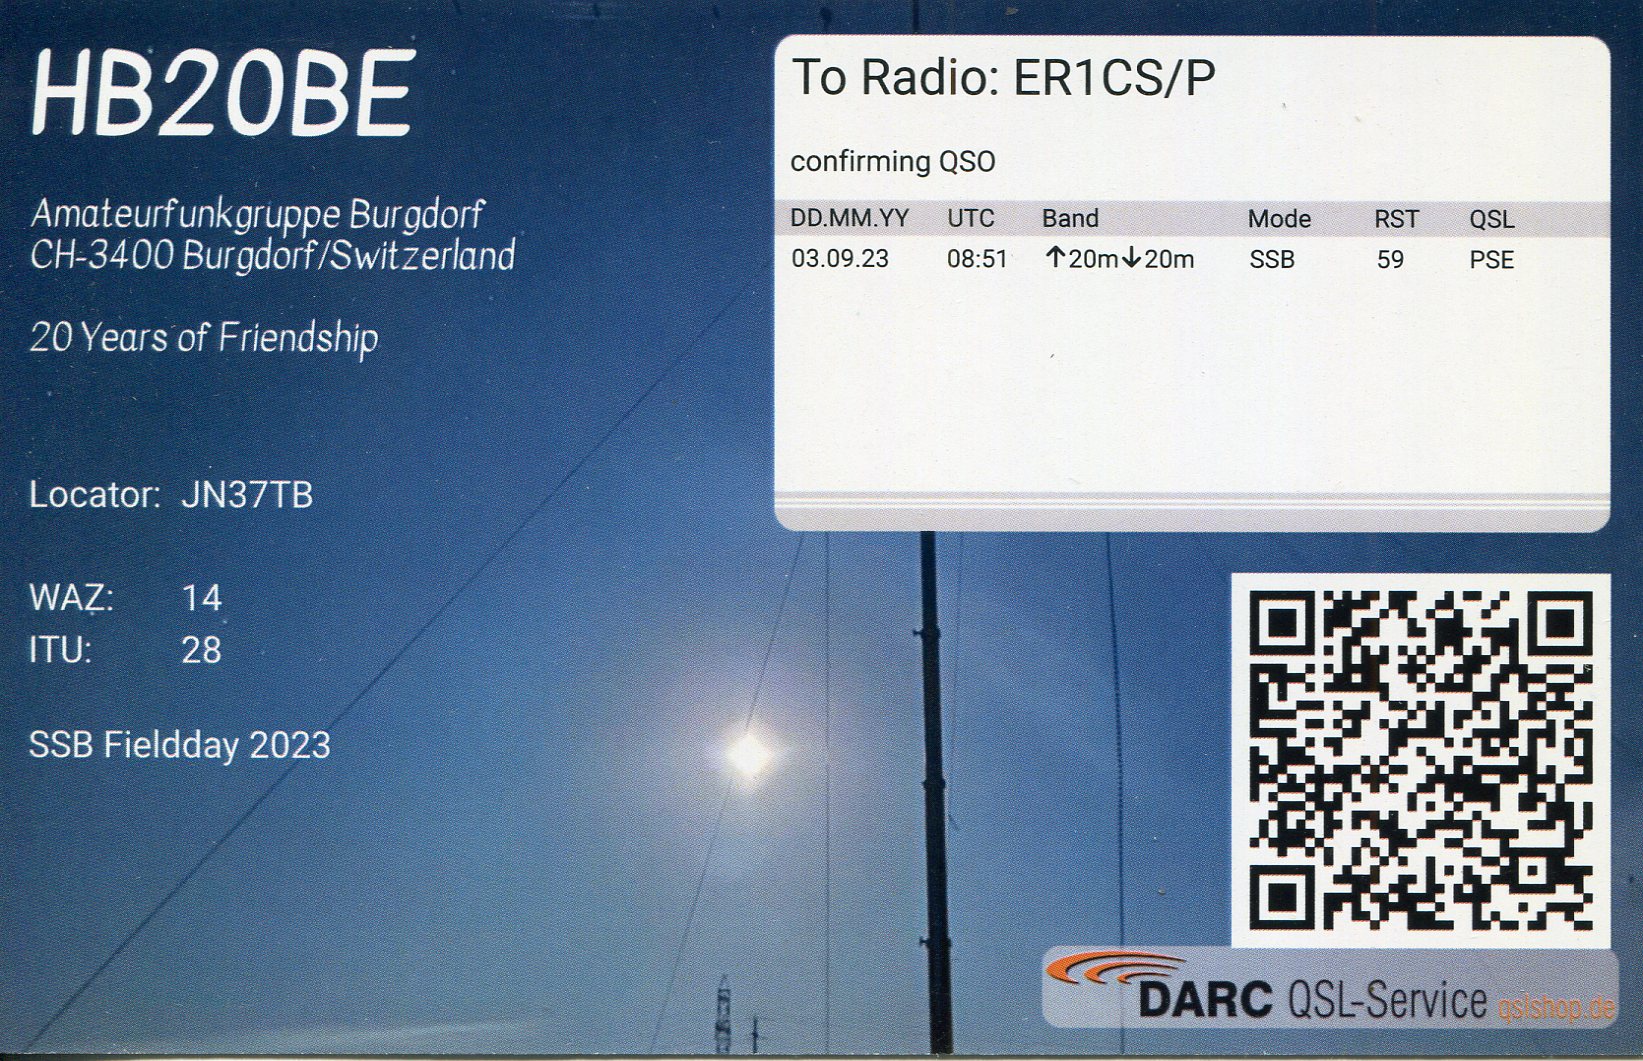 HB20BE
Amateurfunkgruppe Burgdorf
CH-3400 Burgdorf/Switzerland
20 Years of Friendship
Locator: JN37TB
WAZ: 14
ITU: 28
SSB Fieldday 2023
To Radio: ER1CS/P
confirming QSO
DD.MM.YY UTC Band Mode RST QSL
03.09.23 08:51 ↑20m↓20m SSB 59 PSE
DARC QSL-Service qslshop.de